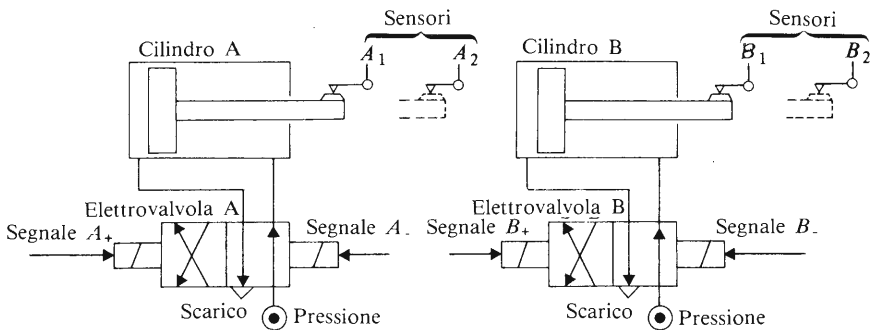 Sensori
Cilindro A
A₁
A₂
Elettrovalvola A
Segnale A₊
Segnale A₋
Scarico
Pressione
Sensori
Cilindro B
B₁
B₂
Elettrovalvola B
Segnale B₊
Segnale B₋
Scarico
Pressione